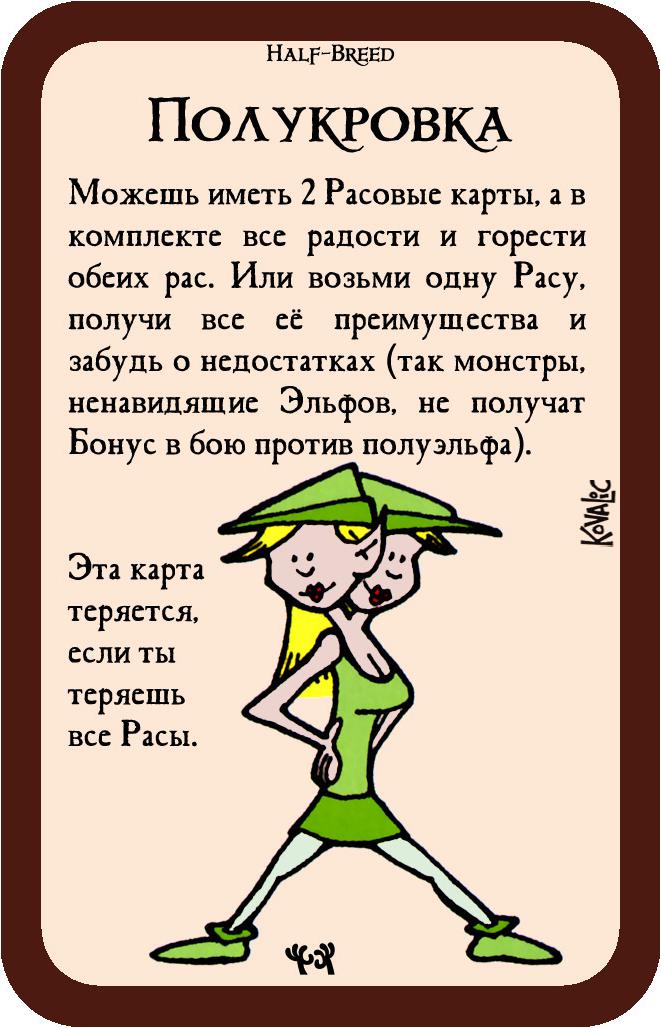 Half-Breed
Полукровка
Можешь иметь 2 Расовые карты, а в
комплекте все радости и горести
обеих рас. Или возьми одну Расу,
получи все её преимущества и
забудь о недостатках (так монстры,
ненавидящие Эльфов, не получат
Бонус в бою против полуэльфа).
Kovalic
Эта карта
теряется,
если ты
теряешь
все Расы.